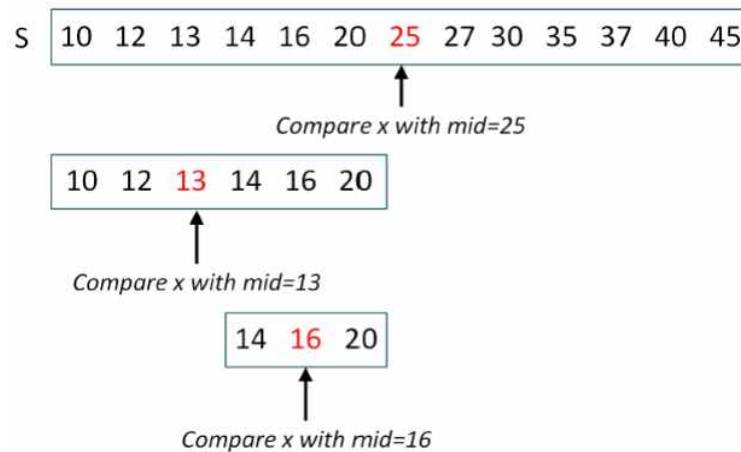 S 10 12 13 14 16 20 25 27 30 35 37 40 45
Compare x with mid=25
10 12 13 14 16 20
Compare x with mid=13
14 16 20
Compare x with mid=16